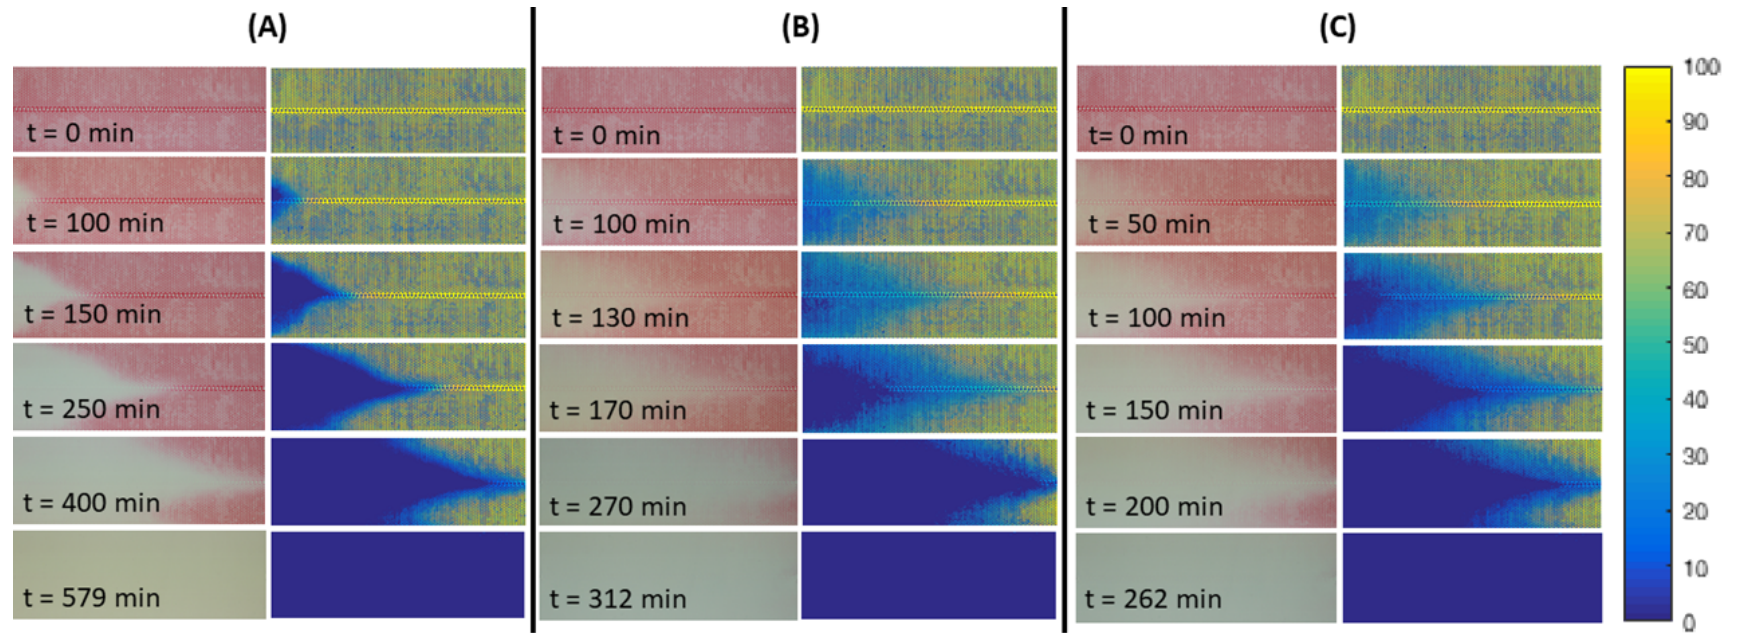 (A)
t = 0 min
t = 100 min
t = 150 min
t = 250 min
t = 400 min
t = 579 min
(B)
t = 0 min
t = 100 min
t = 130 min
t = 170 min
t = 270 min
t = 312 min
(C)
t= 0 min
t = 50 min
t = 100 min
t = 150 min
t = 200 min
t = 262 min
100
90
80
70
60
50
40
30
20
10
0